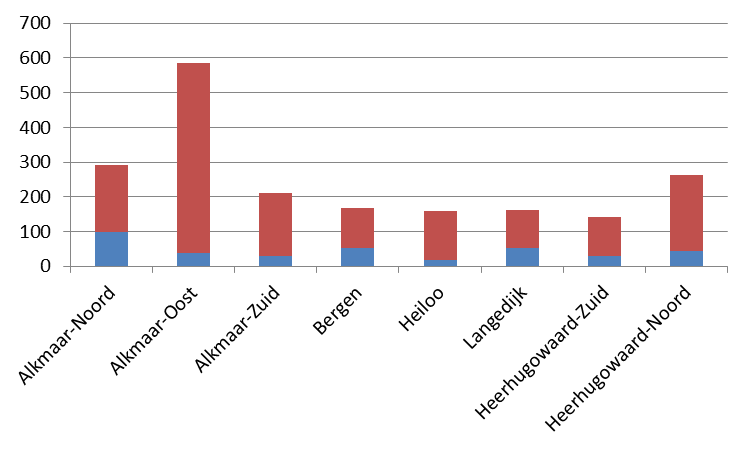 700
600
500
400
300
200
100
0
Alkmaar-Noord
Alkmaar-Oost
Alkmaar-Zuid
Bergen
Heiloo
Langedijk
Heerhugowaard-Zuid
Heerhugowaard-Noord